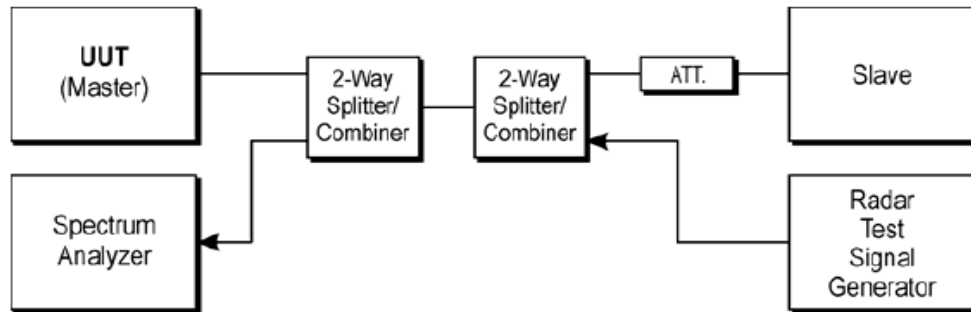 UUT
(Master)
2-Way
Splitter/
Combiner
2-Way
Splitter/
Combiner
ATT.
Slave
Spectrum
Analyzer
Radar
Test
Signal
Generator